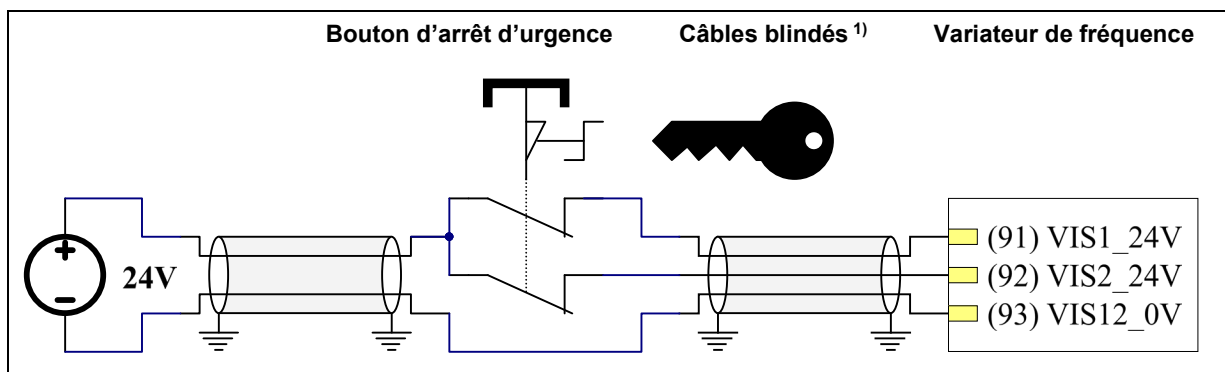 Bouton d'arrêt d'urgence Câbles blindés 1) Variateur de fréquence
24V
(91) VIS1_24V
(92) VIS2_24V
(93) VIS12_0V